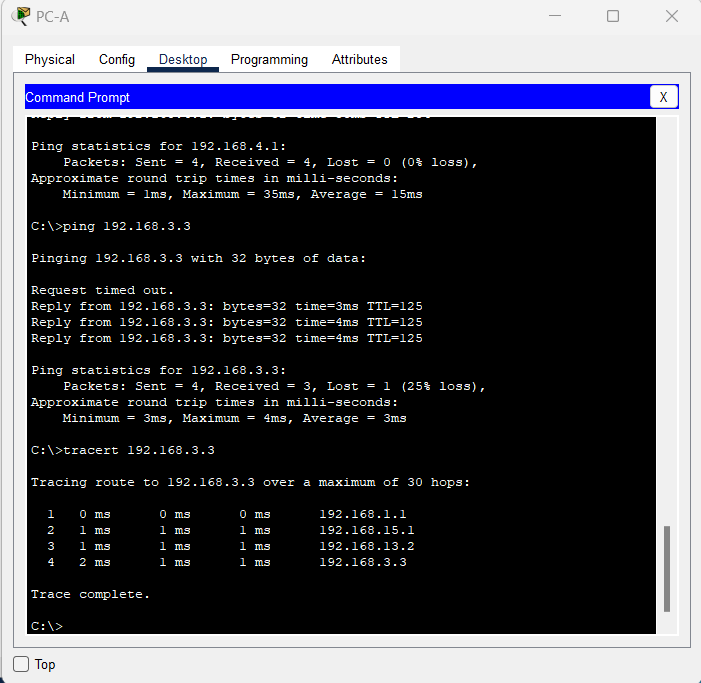 PC-A
Physical Config Desktop Programming Attributes
Command Prompt
X
Ping statistics for 192.168.4.1:
Packets: Sent = 4, Received = 4, Lost = 0 (0% loss),
Approximate round trip times in milli-seconds:
Minimum = 1ms, Maximum = 35ms, Average = 15ms
C:\>ping 192.168.3.3
Pinging 192.168.3.3 with 32 bytes of data:
Request timed out.
Reply from 192.168.3.3: bytes=32 time=3ms TTL=125
Reply from 192.168.3.3: bytes=32 time=4ms TTL=125
Reply from 192.168.3.3: bytes=32 time=4ms TTL=125
Ping statistics for 192.168.3.3:
Packets: Sent = 4, Received = 3, Lost = 1 (25% loss),
Approximate round trip times in milli-seconds:
Minimum = 3ms, Maximum = 4ms, Average = 3ms
C:\>tracert 192.168.3.3
Tracing route to 192.168.3.3 over a maximum of 30 hops:
1 0 ms 0 ms 0 ms 192.168.1.1
2 1 ms 1 ms 1 ms 192.168.15.1
3 1 ms 1 ms 1 ms 192.168.13.2
4 2 ms 1 ms 1 ms 192.168.3.3
Trace complete.
C:\>
Top